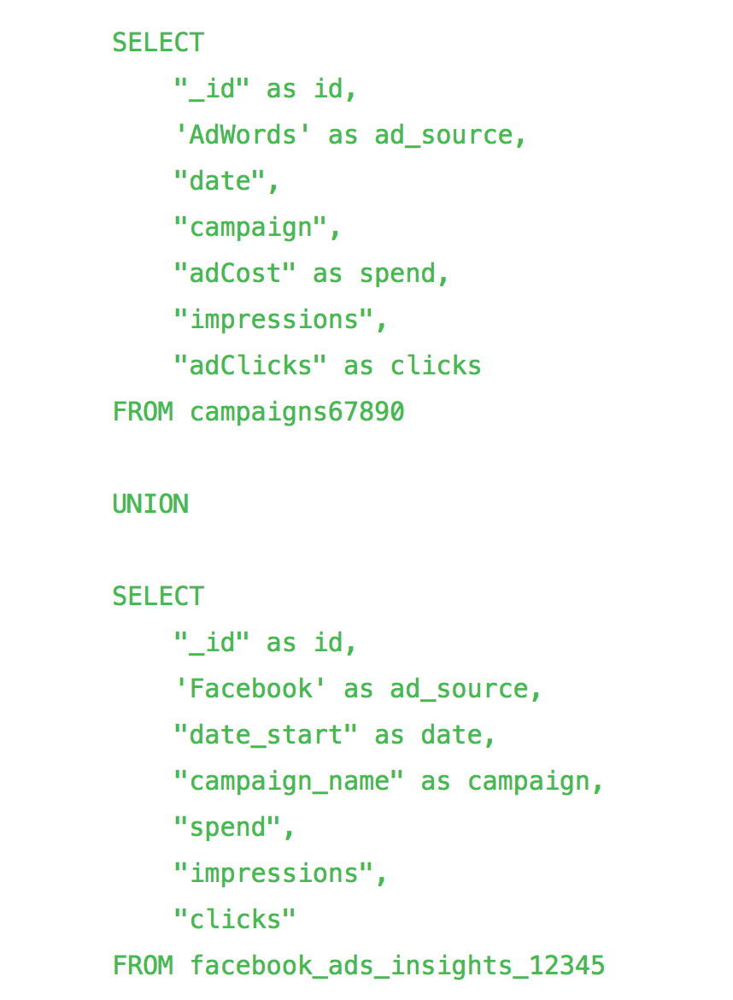 SELECT
"_id" as id,
'AdWords' as ad_source,
"date",
"campaign",
"adCost" as spend,
"impressions",
"adClicks" as clicks
FROM campaigns67890
UNION
SELECT
"_id" as id,
'Facebook' as ad_source,
"date_start" as date,
"campaign_name" as campaign,
"spend",
"impressions",
"clicks"
FROM facebook_ads_insights_12345